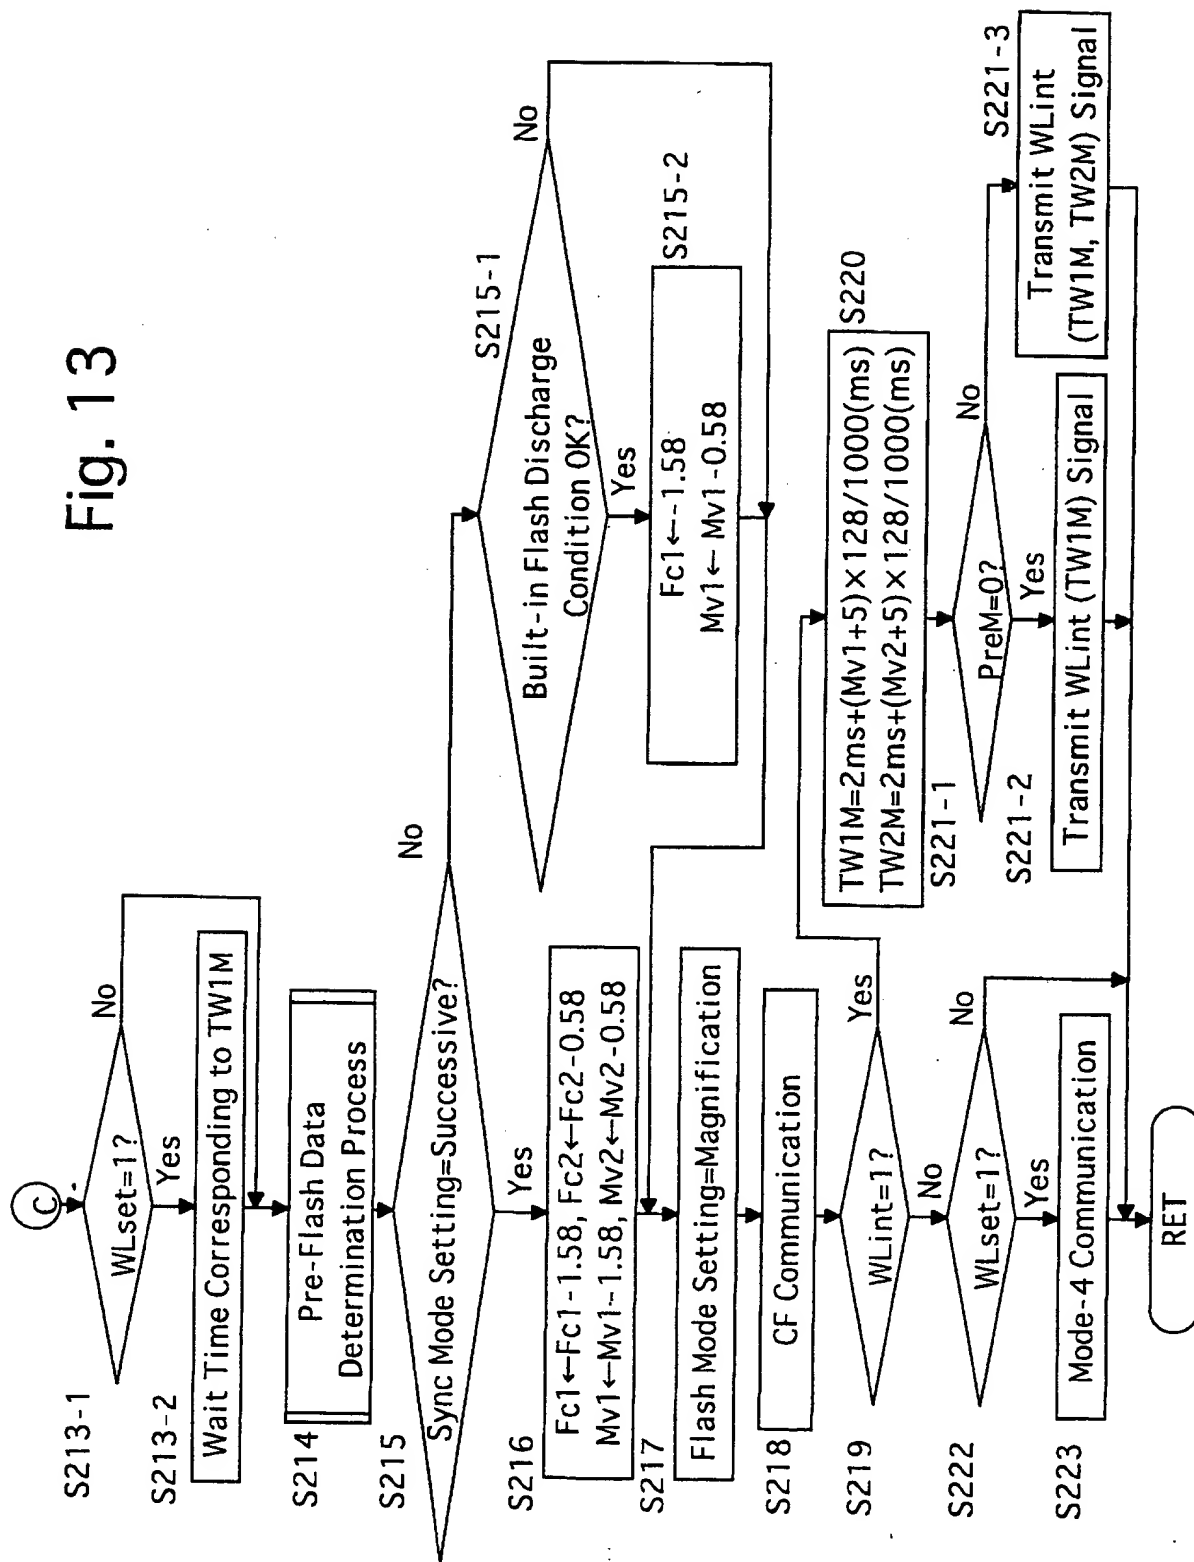 Fig. 13
C
S213-1
WLset=1?
No
Yes
S213-2
Wait Time Corresponding to TW1M
S214
Pre-Flash Data
Determination Process
S215
Sync Mode Setting=Successive?
No
Yes
S215-1
Built-in Flash Discharge
Condition OK?
No
Yes
S215-2
Fc1←-1.58
Mv1←Mv1-0.58
S216
Fc1←Fc1-1.58, Fc2←Fc2-0.58
Mv1←Mv1-1.58, Mv2←Mv2-0.58
S217
Flash Mode Setting=Magnification
S218
CF Communication
S219
WLint=1?
Yes
No
S220
TW1M=2ms+(Mv1+5)×128/1000(ms)
TW2M=2ms+(Mv2+5)×128/1000(ms)
S221-1
PreM=0?
No
Yes
S221-2
Transmit WLint (TW1M) Signal
S221-3
Transmit WLint
(TW1M, TW2M) Signal
S222
WLset=1?
No
Yes
S223
Mode-4 Communication
RET